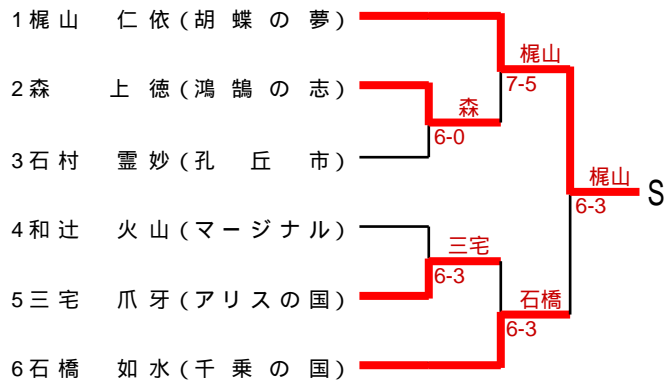 1 梶山 仁依 (胡蝶の夢)
梶山
7-5
2 森 上徳 (鴻鵠の志)
森
6-0
3 石村 霊妙 (孔丘市)
梶山
6-3
S
4 和辻 火山 (マージナル)
三宅
6-3
5 三宅 爪牙 (アリスの国)
石橋
6-3
6 石橋 如水 (千乗の国)